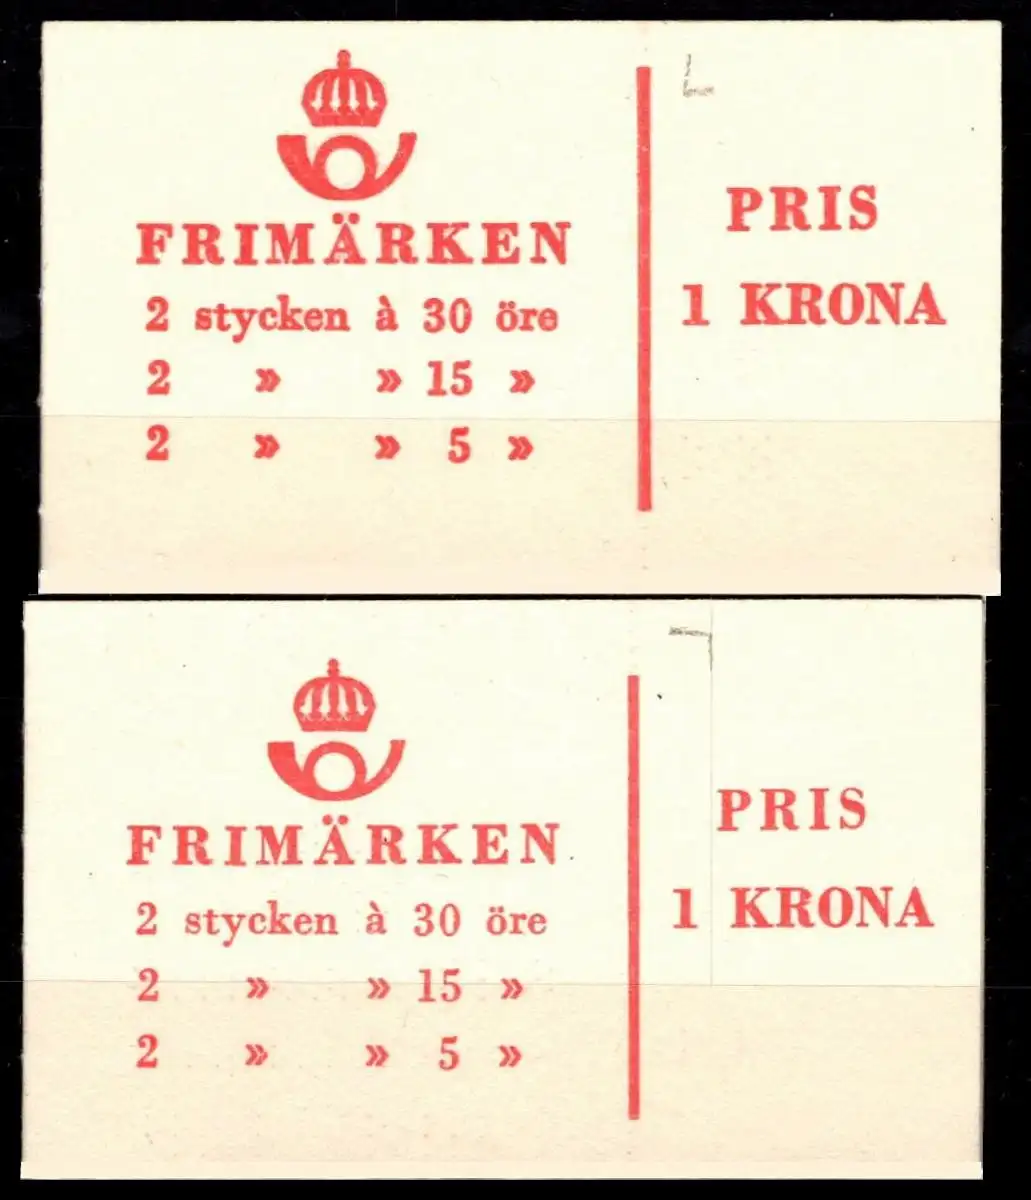 FRIMÄRKEN
2 stycken à 30 öre
2 » » 15 »
2 » » 5 »
PRIS
1 KRONA
FRIMÄRKEN
2 stycken à 30 öre
2 » » 15 »
2 » » 5 »
PRIS
1 KRONA